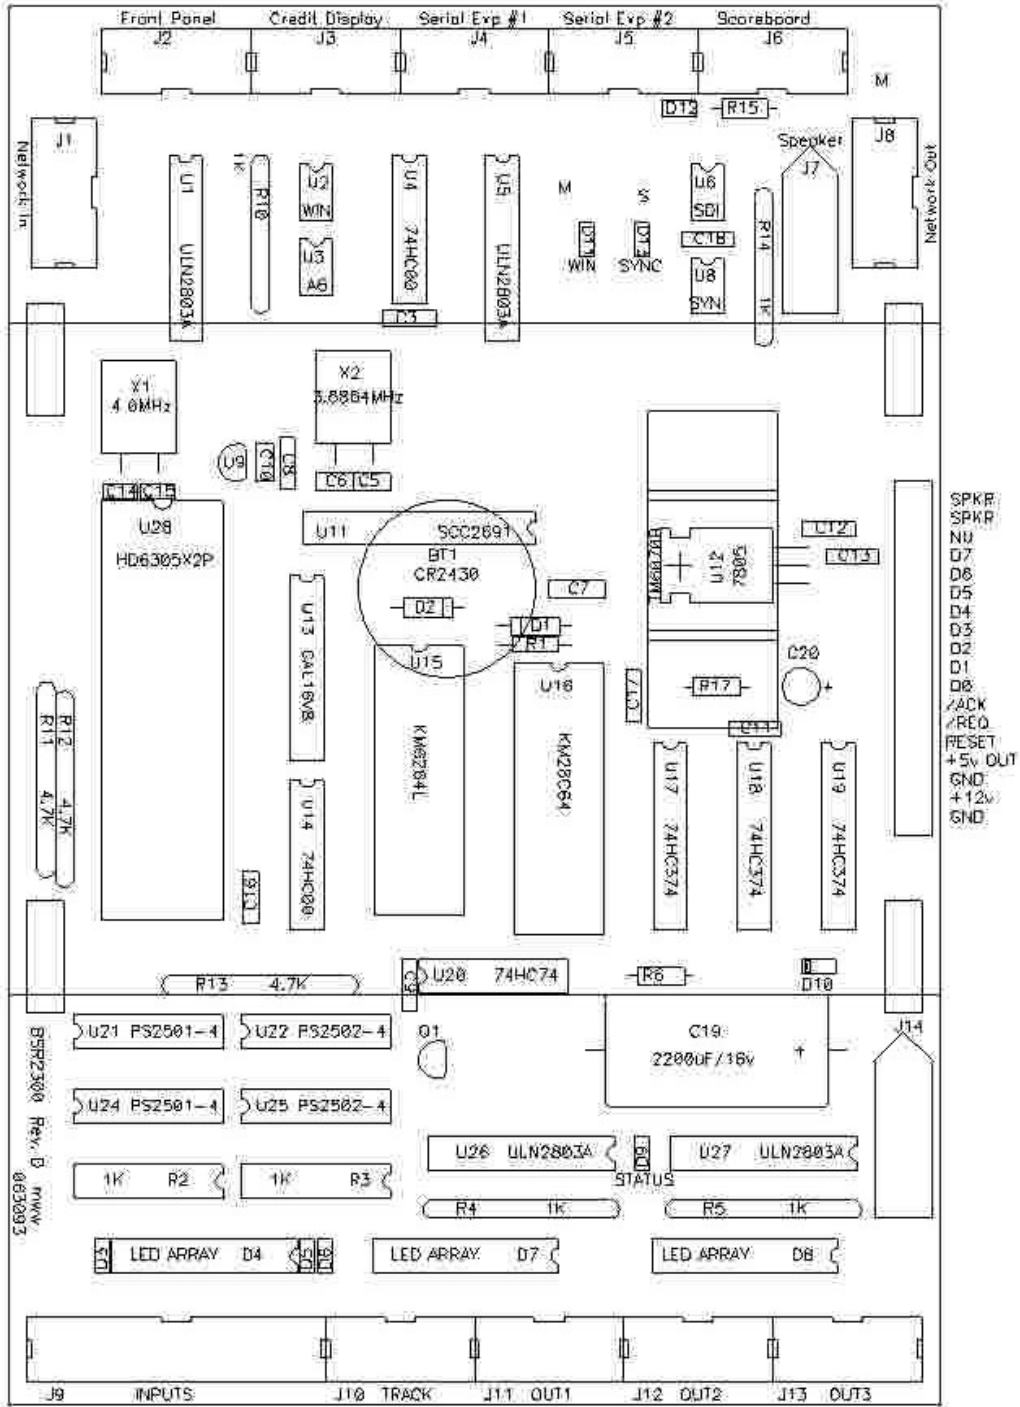 Front Panel Credit Display Serial Exp #1 Serial Exp #2 Scoreboard
J2 J3 J4 J5 J6
M
D12 R15
J1 Speaker J8
Network In J7 Network Out
1K R10
U1 ULN2803A
U2
WIN
U3
A6
U4 74HC00
U5 ULN2803A
C3
M S
D11 D13
WIN SYNC
U6
SDI
C18
U8
SYN
R14 1K
X1
4.0MHz
X2
3.6864MHz
U9 C10 C8
C6 C5
C14 C15
U28
HD6305X2P
U11 SCC2691
BT1
CR2430
D2
C7
D1
R1
U12
7805
C12
C13
SPKR
SPKR
NU
D7
D6
D5
D4
D3
D2
D1
D0
/ACK
/REQ
RESET
+5v OUT
GND
+12v
GND
U13 GAL16V8
U15
KM6264L
U16
KM28C64
C17
R17
C20
+
R11 4.7K
R12 4.7K
U14 74HC00
C16
U17 74HC374
U18 74HC374
U19 74HC374
R13 4.7K
C9
U20 74HC74
R6
D10
J14
U21 PS2501-4 U22 PS2502-4
Q1
C19
2200uF/16v +
U24 PS2501-4 U25 PS2502-4
BSR2300 Rev. D mww
063093
U26 ULN2803A D9 U27 ULN2803A
STATUS
1K R2 1K R3
R4 1K R5 1K
LED ARRAY D4 D5 D6 LED ARRAY D7 LED ARRAY D8
J9 INPUTS J10 TRACK J11 OUT1 J12 OUT2 J13 OUT3